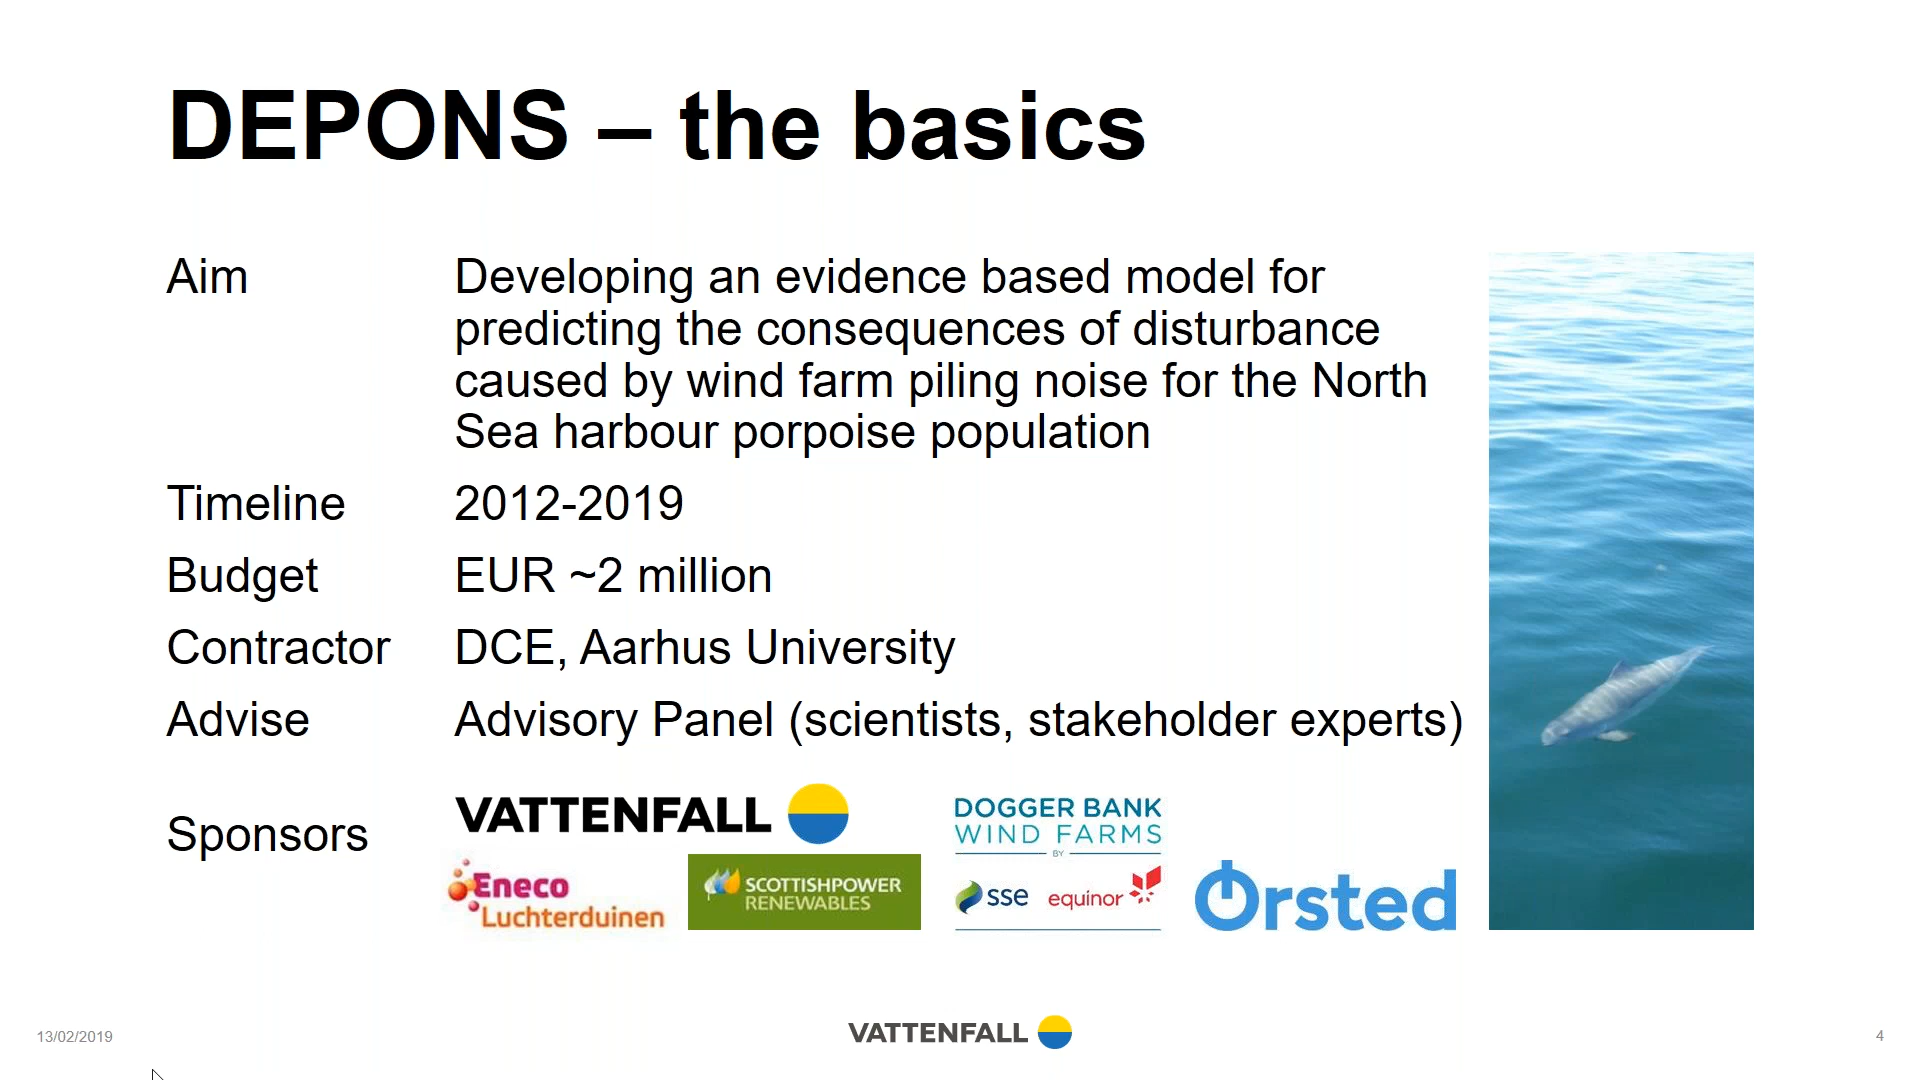 DEPONS – the basics
Aim
Developing an evidence based model for
predicting the consequences of disturbance
caused by wind farm piling noise for the North
Sea harbour porpoise population
Timeline 2012-2019
Budget EUR ~2 million
Contractor DCE, Aarhus University
Advise Advisory Panel (scientists, stakeholder experts)
Sponsors
VATTENFALL
DOGGER BANK
WIND FARMS
BY
sse equinor
Eneco
Luchterduinen
SCOTTISHPOWER
RENEWABLES
Ørsted
13/02/2019
VATTENFALL
4